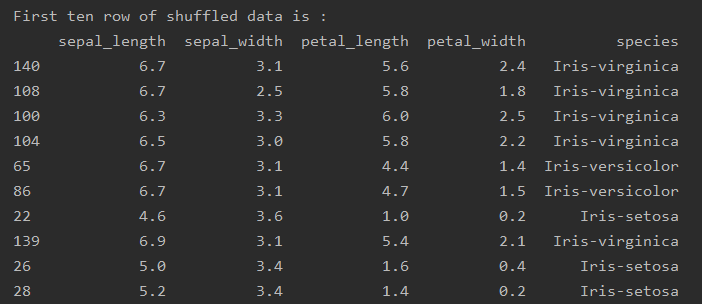 First ten row of shuffled data is :
sepal_length sepal_width petal_length petal_width species
140 6.7 3.1 5.6 2.4 Iris-virginica
108 6.7 2.5 5.8 1.8 Iris-virginica
100 6.3 3.3 6.0 2.5 Iris-virginica
104 6.5 3.0 5.8 2.2 Iris-virginica
65 6.7 3.1 4.4 1.4 Iris-versicolor
86 6.7 3.1 4.7 1.5 Iris-versicolor
22 4.6 3.6 1.0 0.2 Iris-setosa
139 6.9 3.1 5.4 2.1 Iris-virginica
26 5.0 3.4 1.6 0.4 Iris-setosa
28 5.2 3.4 1.4 0.2 Iris-setosa